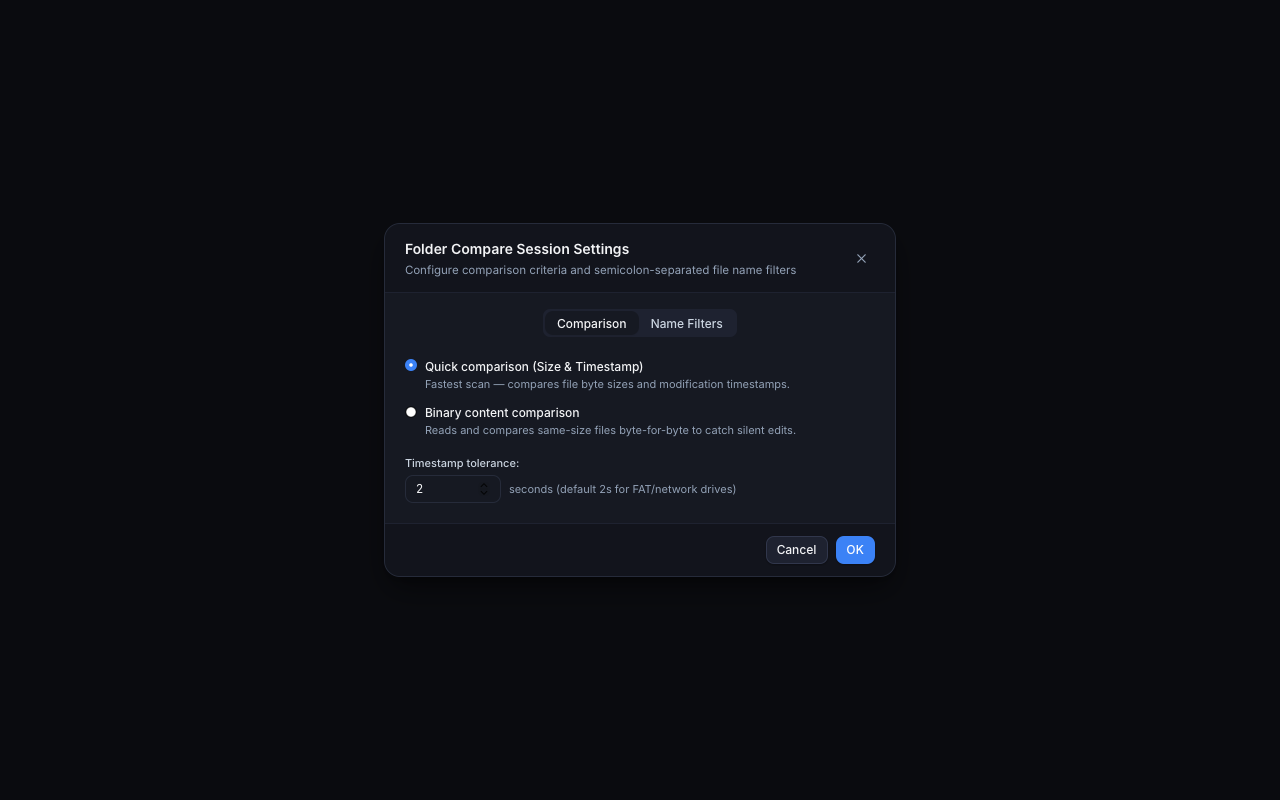 Folder Compare Session Settings
Configure comparison criteria and semicolon-separated file name filters
Comparison
Name Filters
Quick comparison (Size & Timestamp)
Fastest scan — compares file byte sizes and modification timestamps.
Binary content comparison
Reads and compares same-size files byte-for-byte to catch silent edits.
Timestamp tolerance:
2
seconds (default 2s for FAT/network drives)
Cancel
OK